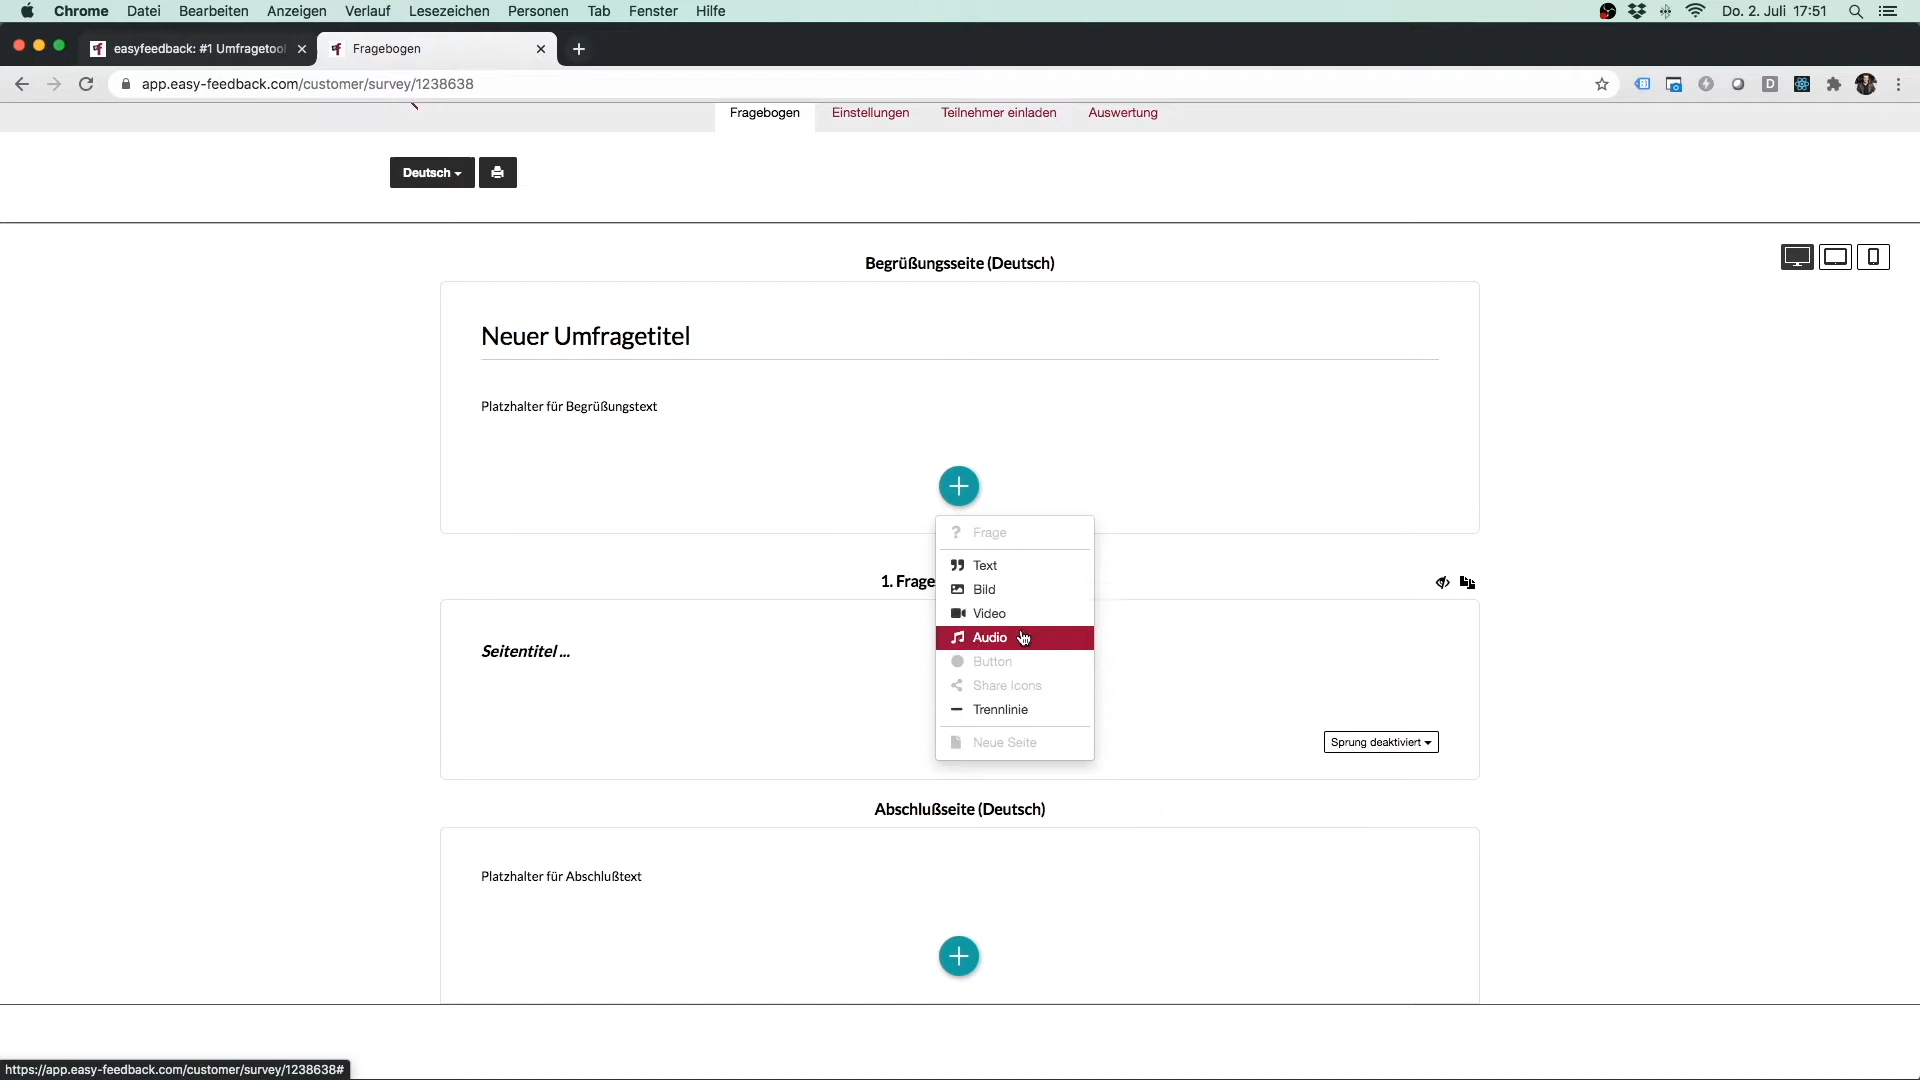 Chrome Datei Bearbeiten Anzeigen Verlauf Lesezeichen Personen Tab Fenster Hilfe Do. 2. Juli 17:51
easyfeedback: #1 Umfragetool Fragebogen
app.easy-feedback.com/customer/survey/1238638
Fragebogen Einstellungen Teilnehmer einladen Auswertung
Deutsch
Begrüßungsseite (Deutsch)
Neuer Umfragetitel
Platzhalter für Begrüßungstext
Frage
Text
1. Frage
Bild
Video
Audio
Seitentitel ...
Button
Share Icons
Trennlinie
Neue Seite
Sprung deaktiviert
Abschlußseite (Deutsch)
Platzhalter für Abschlußtext
https://app.easy-feedback.com/customer/survey/1238638#